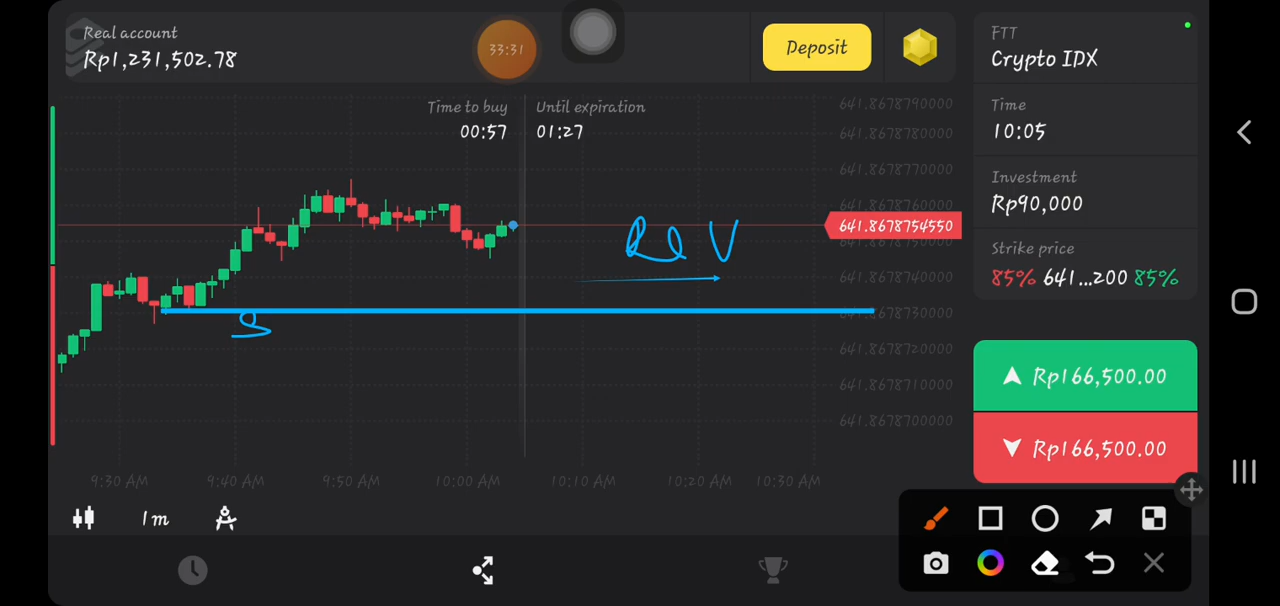 Real account
Rp1,231,502.78
33:31
Deposit
FTT
Crypto IDX
Time to buy
00:57
Until expiration
01:27
Time
10:05
Investment
Rp90,000
Strike price
85% 641...200 85%
641.8678790000
641.8678780000
641.8678770000
641.8678760000
641.8678754550
641.8678750000
641.8678740000
641.8678730000
641.8678720000
641.8678710000
641.8678700000
S
Rp166,500.00
Rp166,500.00
9:30 AM
9:40 AM
9:50 AM
10:00 AM
10:10 AM
10:20 AM
10:30 AM
1m